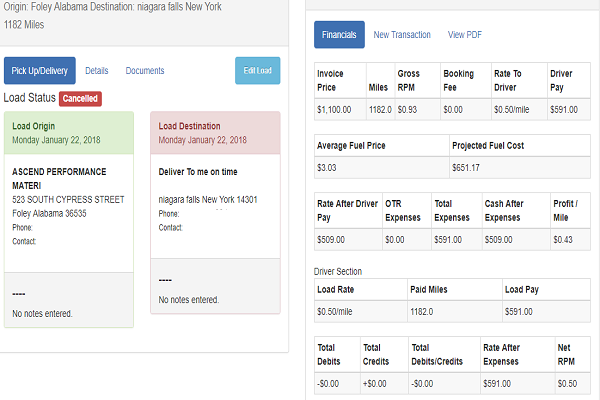 Origin: Foley Alabama Destination: niagara falls New York
1182 Miles
Pick Up/Delivery Details Documents Edit Load
Load Status Cancelled
Load Origin
Monday January 22, 2018
ASCEND PERFORMANCE
MATERI
523 SOUTH CYPRESS STREET
Foley Alabama 36535
Phone:
Contact:
----
No notes entered.
Load Destination
Monday January 22, 2018
Deliver To me on time
niagara falls New York 14301
Phone:
Contact:
----
No notes entered.
Financials New Transaction View PDF
Invoice Price Miles Gross RPM Booking Fee Rate To Driver Driver Pay
$1,100.00 1182.0 $0.93 $0.00 $0.50/mile $591.00
Average Fuel Price Projected Fuel Cost
$3.03 $651.17
Rate After Driver Pay OTR Expenses Total Expenses Cash After Expenses Profit / Mile
$509.00 $0.00 $591.00 $509.00 $0.43
Driver Section
Load Rate Paid Miles Load Pay
$0.50/mile 1182.0 $591.00
Total Debits Total Credits Total Debits/Credits Rate After Expenses Net RPM
-$0.00 +$0.00 -$0.00 $591.00 $0.50